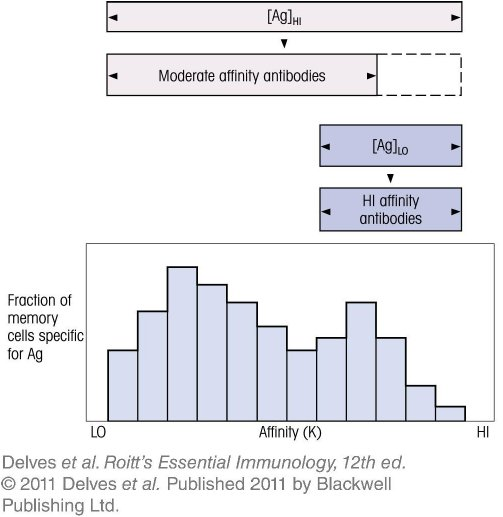 [Ag]HI
Moderate affinity antibodies
[Ag]LO
HI affinity
antibodies
Fraction of
memory
cells specific
for Ag
LO Affinity (K) HI
Delves et al. Roitt's Essential Immunology, 12th ed.
© 2011 Delves et al. Published 2011 by Blackwell
Publishing Ltd.